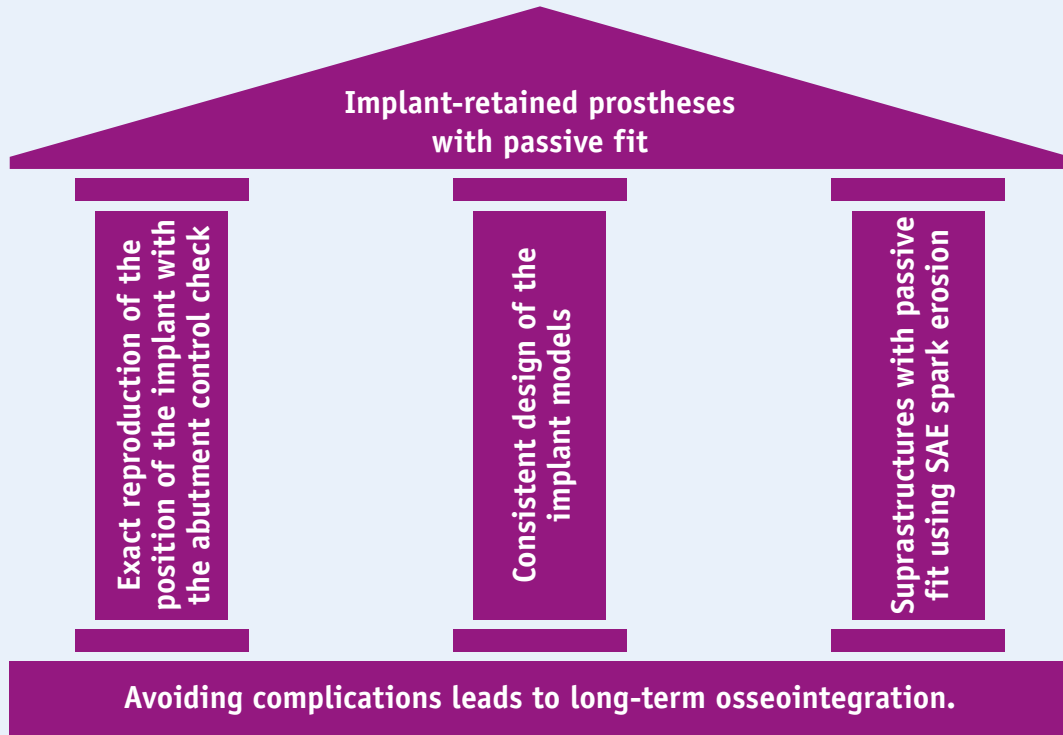 Implant-retained prostheses
with passive fit
Exact reproduction of the
position of the implant with
the abutment control check
Consistent design of the
implant models
Suprastructures with passive
fit using SAE spark erosion
Avoiding complications leads to long-term osseointegration.